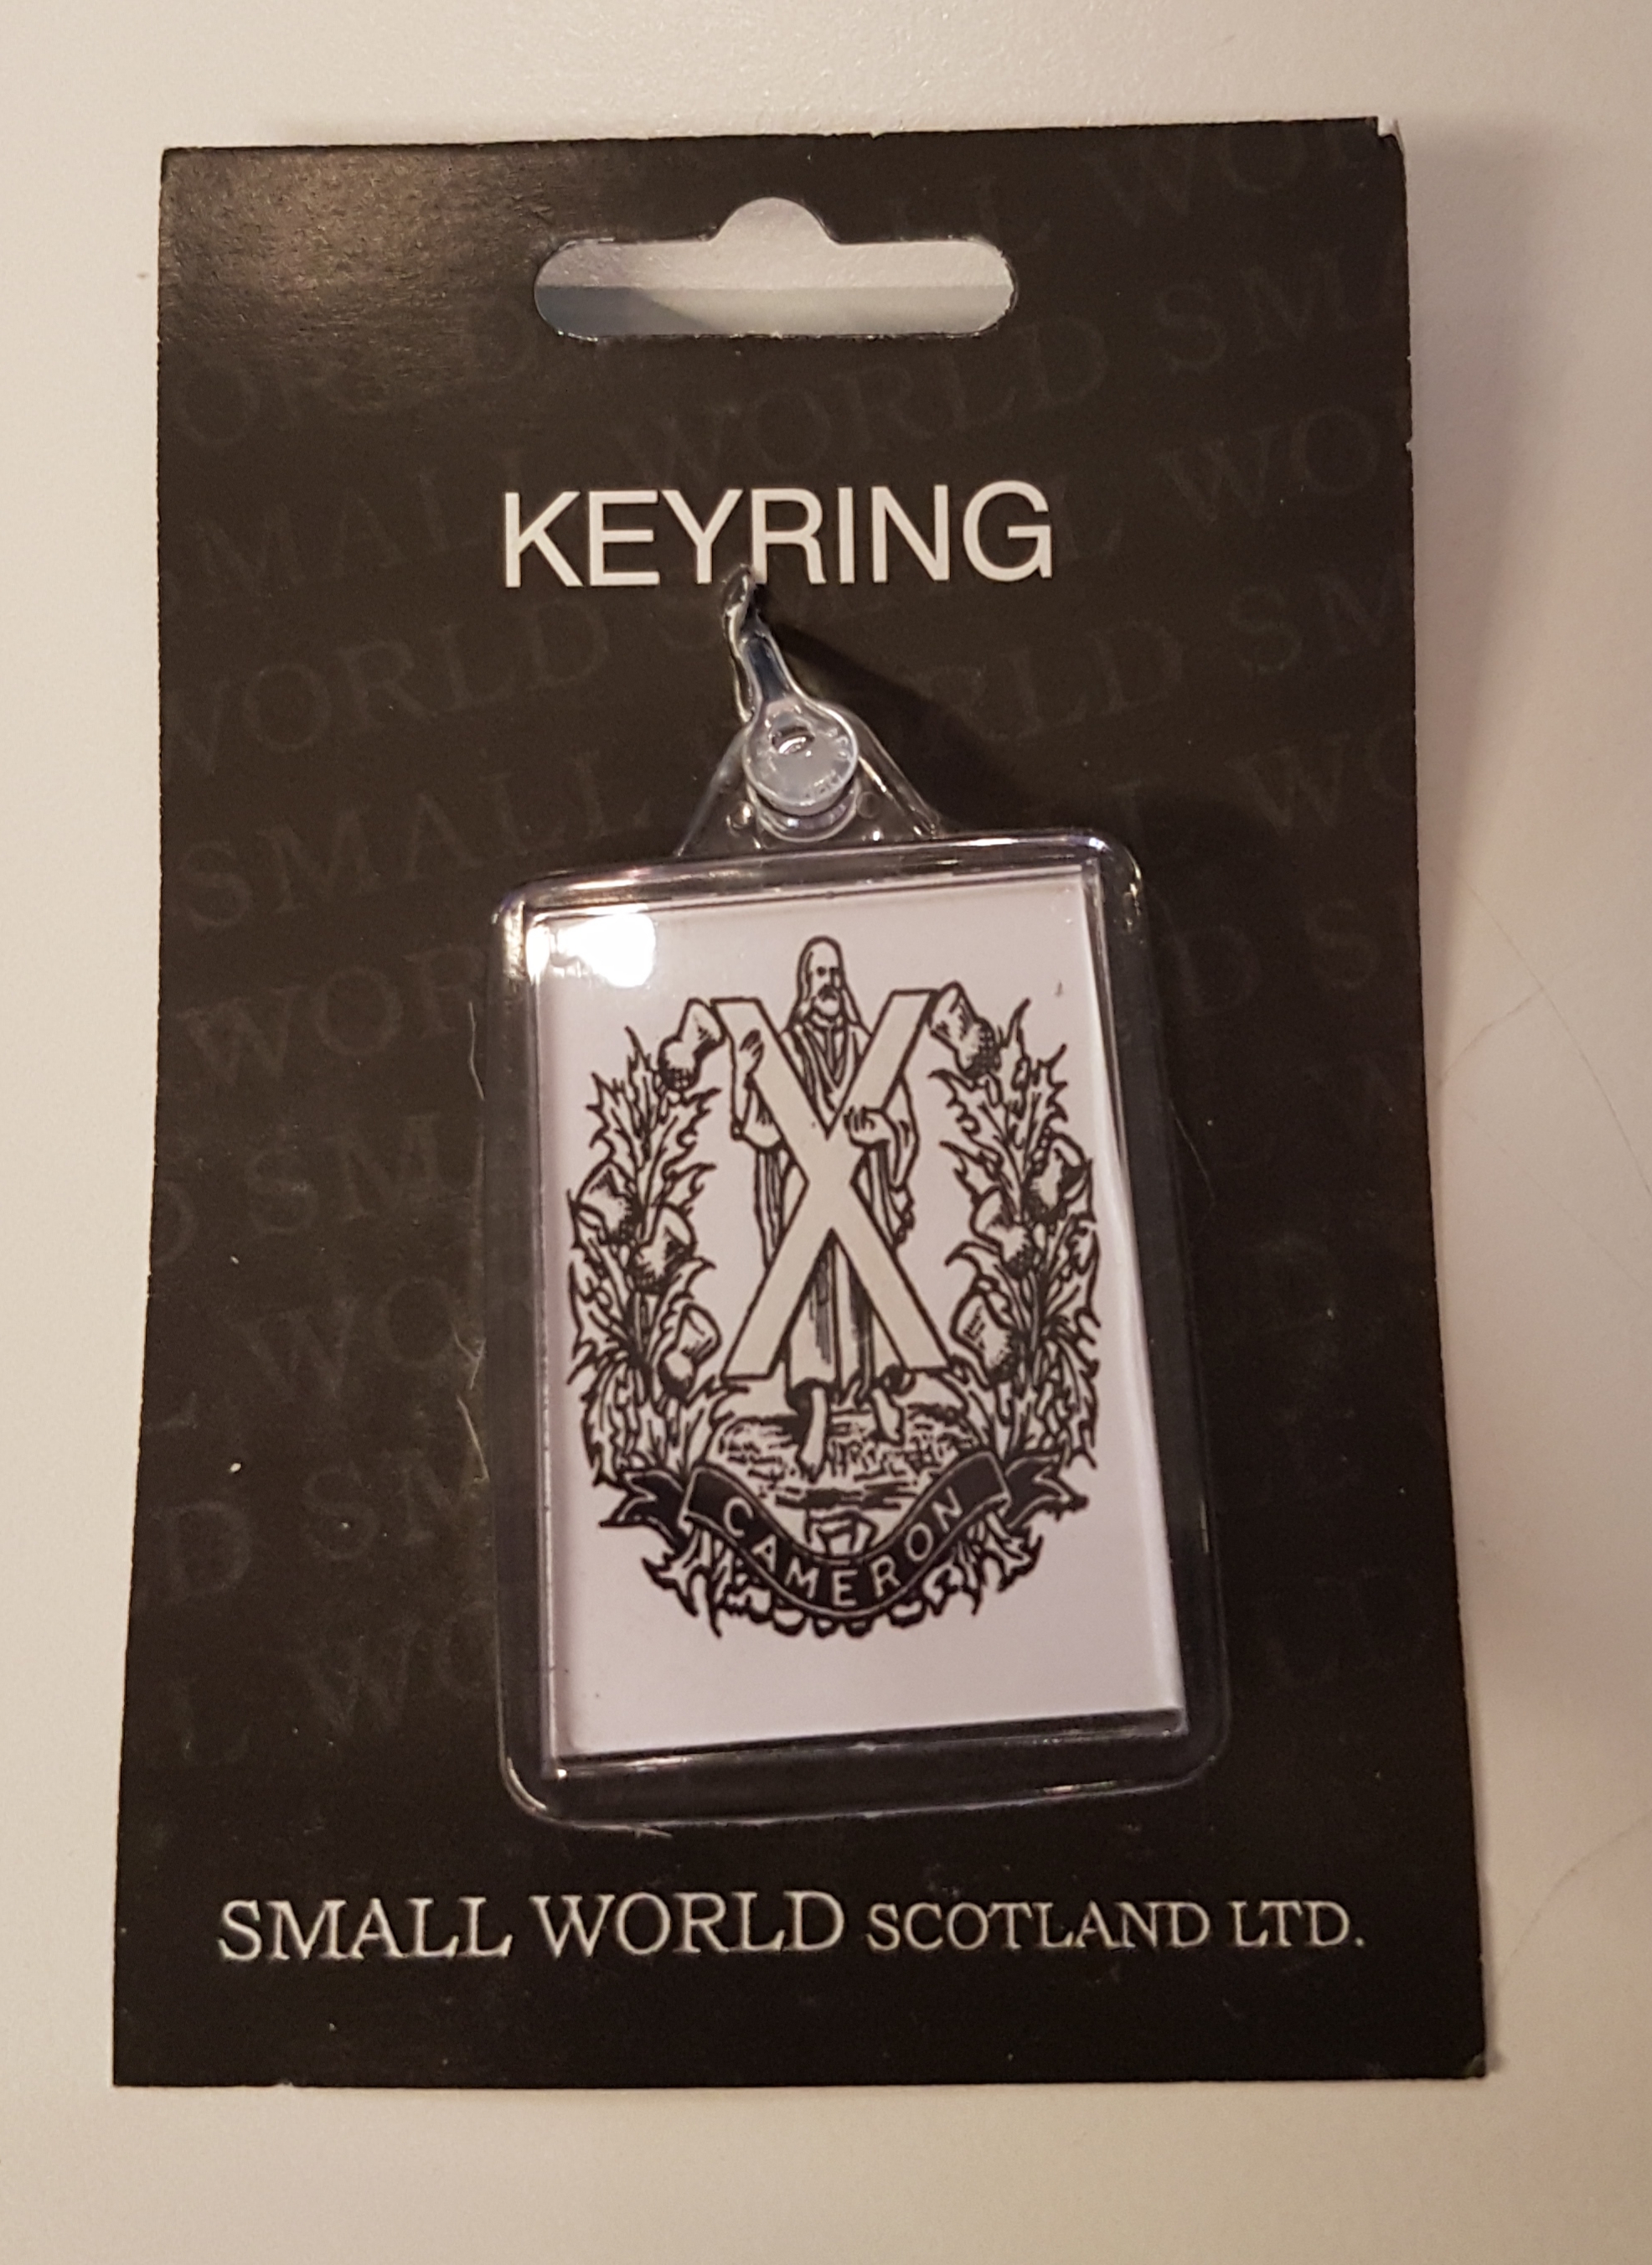 KEYRING
CAMERON
SMALL WORLD SCOTLAND LTD.